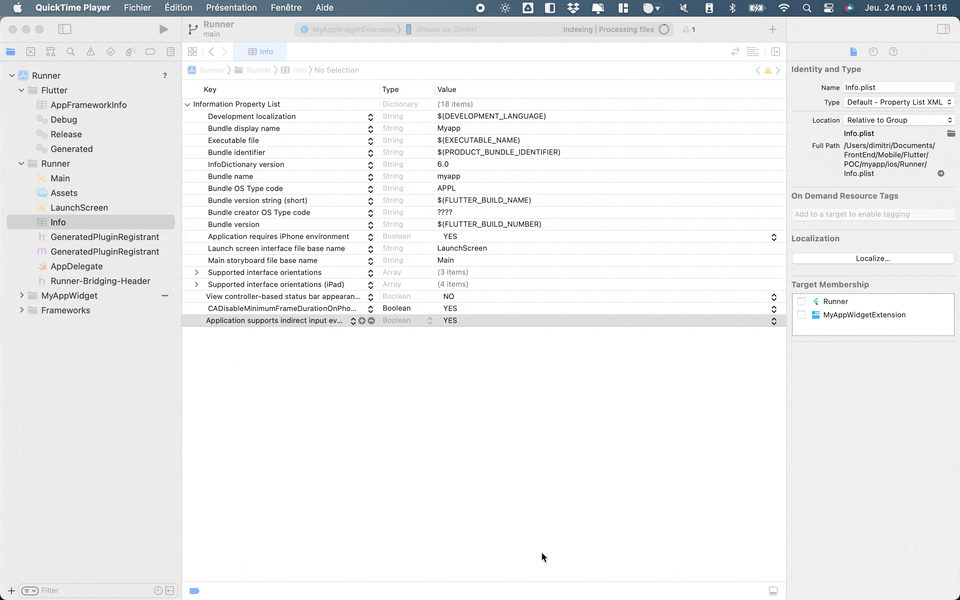 QuickTime Player Fichier Édition Présentation Fenêtre Aide
Jeu. 24 nov. à 11:16
Runner
main
MyAppWidgetExtension
iPhone de Dimitri
Indexing | Processing files
1
Info
Runner
Runner
Info
No Selection
Runner
?
Flutter
AppFrameworkInfo
Debug
Release
Generated
Runner
Main
Assets
LaunchScreen
Info
GeneratedPluginRegistrant
GeneratedPluginRegistrant
AppDelegate
Runner-Bridging-Header
MyAppWidget
Frameworks
Filter
Key Type Value
Information Property List Dictionary (18 items)
Development localization String $(DEVELOPMENT_LANGUAGE)
Bundle display name String Myapp
Executable file String $(EXECUTABLE_NAME)
Bundle identifier String $(PRODUCT_BUNDLE_IDENTIFIER)
InfoDictionary version String 6.0
Bundle name String myapp
Bundle OS Type code String APPL
Bundle version string (short) String $(FLUTTER_BUILD_NAME)
Bundle creator OS Type code String ????
Bundle version String $(FLUTTER_BUILD_NUMBER)
Application requires iPhone environment Boolean YES
Launch screen interface file base name String LaunchScreen
Main storyboard file base name String Main
Supported interface orientations Array (3 items)
Supported interface orientations (iPad) Array (4 items)
View controller-based status bar appearan... Boolean NO
CADisableMinimumFrameDurationOnPho... Boolean YES
Application supports indirect input ev... Boolean YES
Identity and Type
Name Info.plist
Type Default - Property List XML
Location Relative to Group
Info.plist
Full Path /Users/dimitri/Documents/
FrontEnd/Mobile/Flutter/
POC/myapp/ios/Runner/
Info.plist
On Demand Resource Tags
Add to a target to enable tagging
Localization
Localize...
Target Membership
Runner
MyAppWidgetExtension